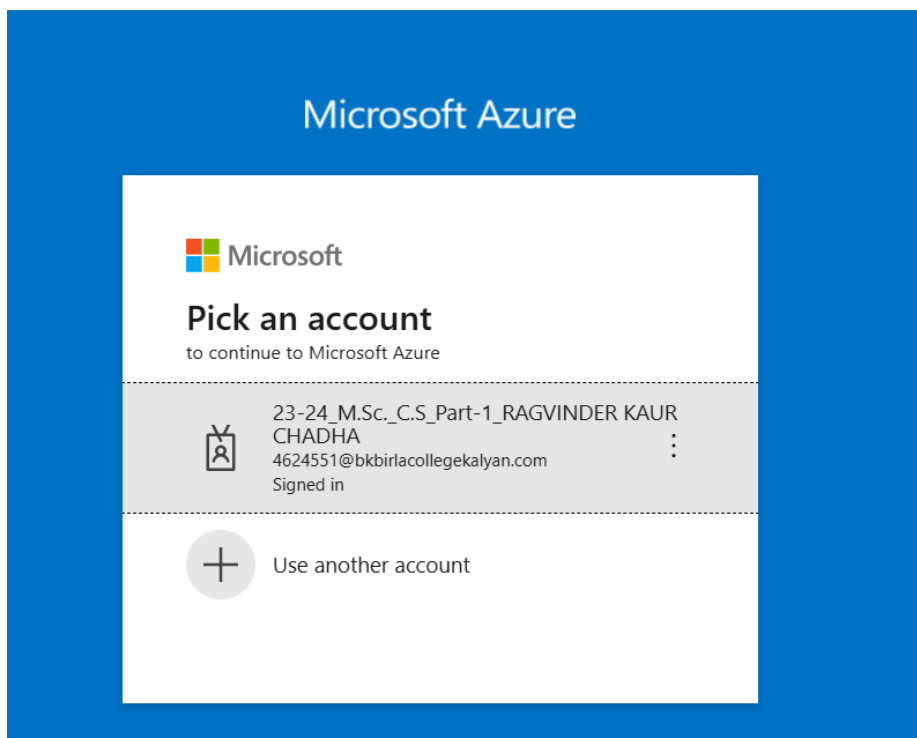 Microsoft Azure
Microsoft
Pick an account
to continue to Microsoft Azure
23-24_M.Sc._C.S_Part-1_RAGVINDER KAUR
CHADHA
4624551@bkbirlacollegekalyan.com
Signed in
Use another account